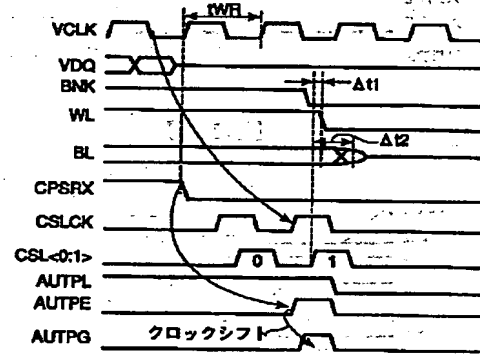 tWR
VCLK
VDQ
BNK
Δt1
WL
Δt2
BL
CPSRX
CSLCK
CSL<0:1>
0
1
AUTPL
AUTPE
クロックシフト
AUTPG